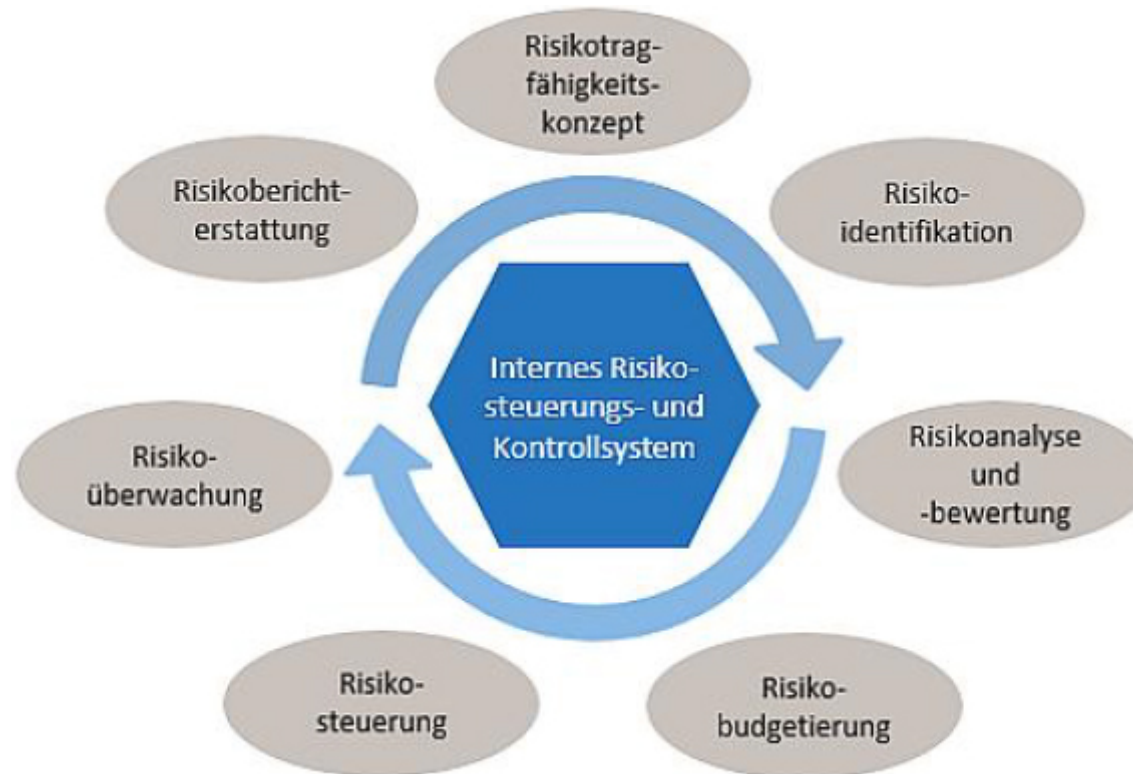 Risikotrag-
fähigkeits-
konzept
Risikobericht-
erstattung
Risiko-
identifikation
Internes Risiko-
steuerungs- und
Kontrollsystem
Risiko-
überwachung
Risikoanalyse
und
-bewertung
Risiko-
steuerung
Risiko-
budgetierung